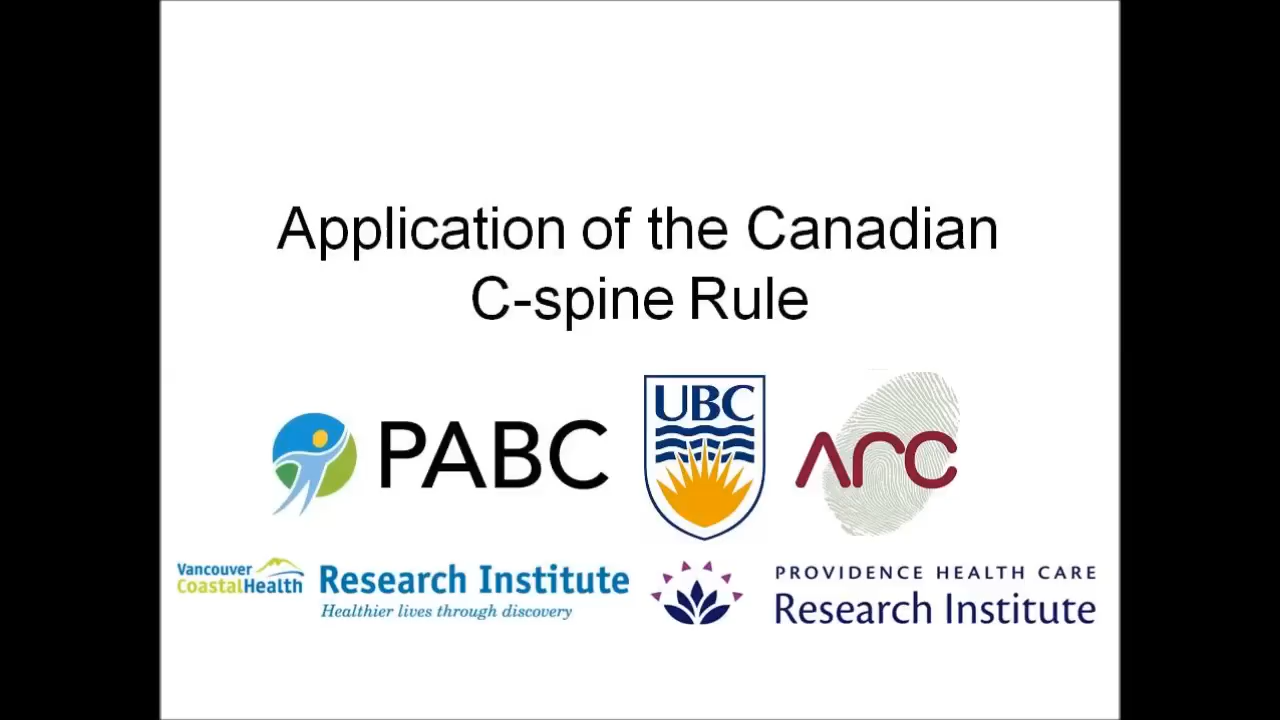 Application of the Canadian
C-spine Rule
PABC
UBC
ARC
Vancouver
CoastalHealth
Research Institute
Healthier lives through discovery
PROVIDENCE HEALTH CARE
Research Institute